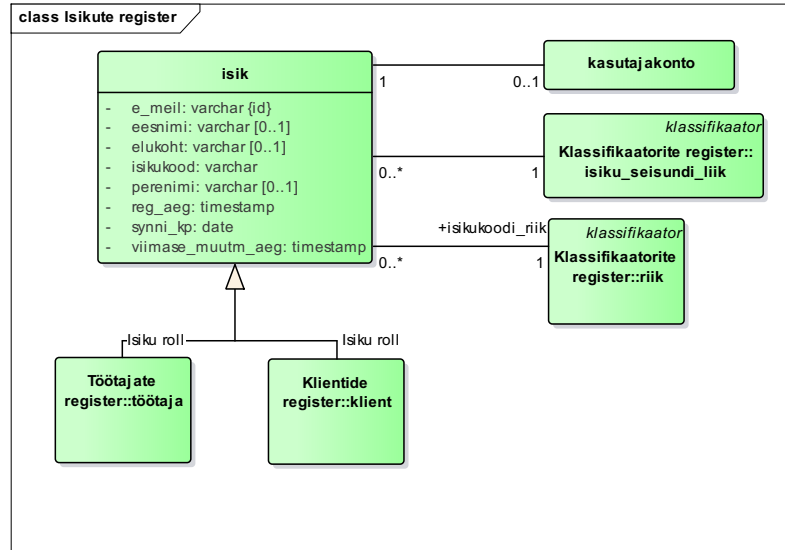 class Isikute register
isik
- e_meil: varchar {id}
- eesnimi: varchar [0..1]
- elukoht: varchar [0..1]
- isikukood: varchar
- perenimi: varchar [0..1]
- reg_aeg: timestamp
- synni_kp: date
- viimase_muutm_aeg: timestamp
1
0..1
kasutajakonto
0..*
1
klassifikaator
Klassifikaatorite register::
isiku_seisundi_liik
+isikukoodi_riik
0..*
1
klassifikaator
Klassifikaatorite
register::riik
Isiku roll
Isiku roll
Töötajate
register::töötaja
Klientide
register::klient